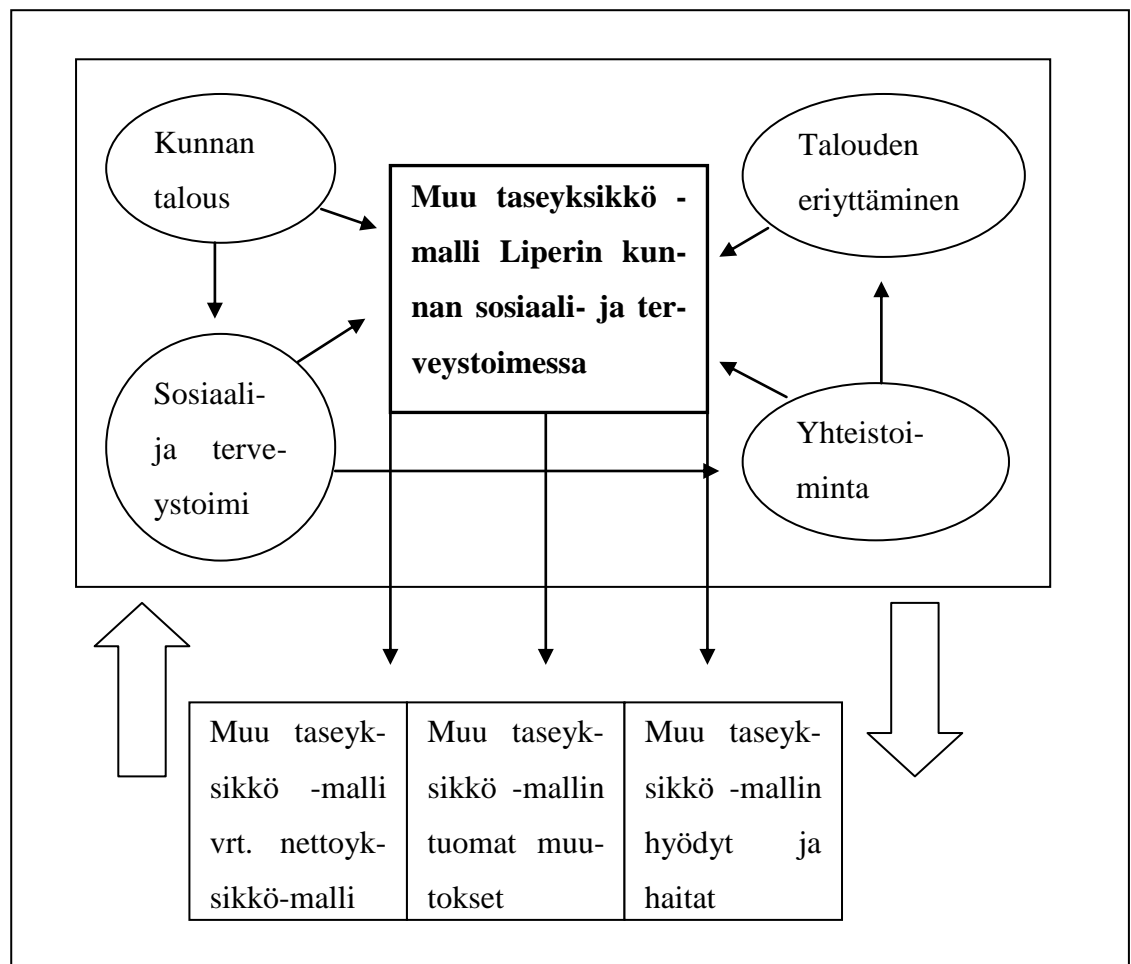 Kunnan
talous
Muu taseyksikkö -
malli Liperin kun-
nan sosiaali- ja ter-
veystoimessa
Talouden
eriyttäminen
Sosiaali-
ja terve-
ystoimi
Yhteistoi-
minta
Muu taseyk-
sikkö -malli
vrt. nettoyk-
sikkö-malli
Muu taseyk-
sikkö -mallin
tuomat muu-
tokset
Muu taseyk-
sikkö -mallin
hyödyt ja
haitat